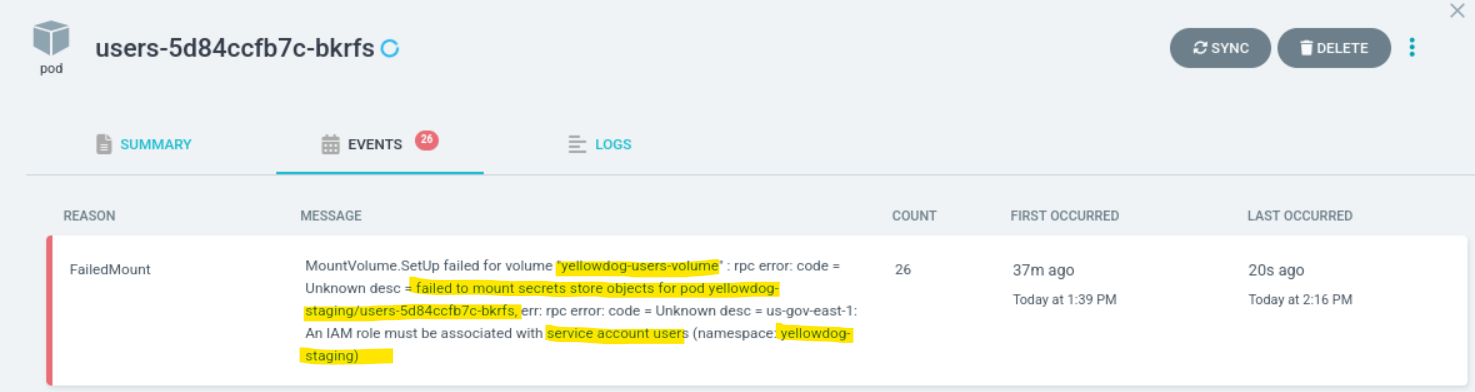 users-5d84ccfb7c-bkrfs
SYNC
DELETE
pod
SUMMARY
EVENTS
26
LOGS
REASON MESSAGE COUNT FIRST OCCURRED LAST OCCURRED
FailedMount
MountVolume.SetUp failed for volume "yellowdog-users-volume" : rpc error: code =
Unknown desc = failed to mount secrets store objects for pod yellowdog-
staging/users-5d84ccfb7c-bkrfs, err: rpc error: code = Unknown desc = us-gov-east-1:
An IAM role must be associated with service account users (namespace: yellowdog-
staging)
26
37m ago
Today at 1:39 PM
20s ago
Today at 2:16 PM